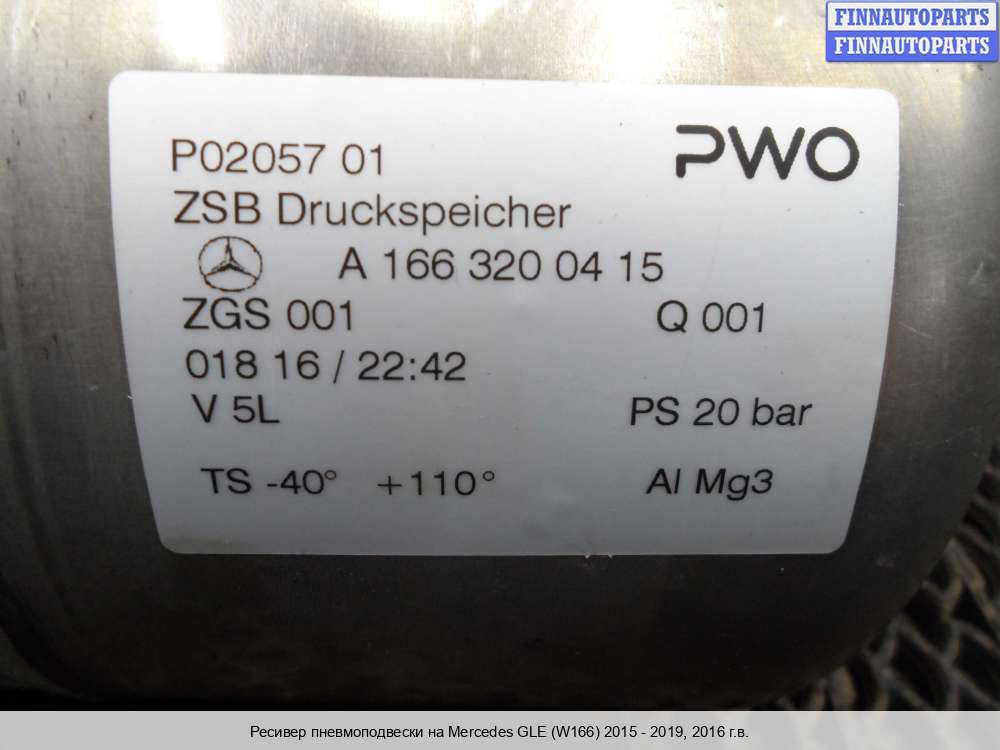 FINNAUTOPARTS
FINNAUTOPARTS
P02057 01
PWO
ZSB Druckspeicher
A 166 320 04 15
ZGS 001 Q 001
018 16 / 22:42
V 5L PS 20 bar
TS -40° +110° Al Mg3
Ресивер пневмоподвески на Mercedes GLE (W166) 2015 - 2019, 2016 г.в.